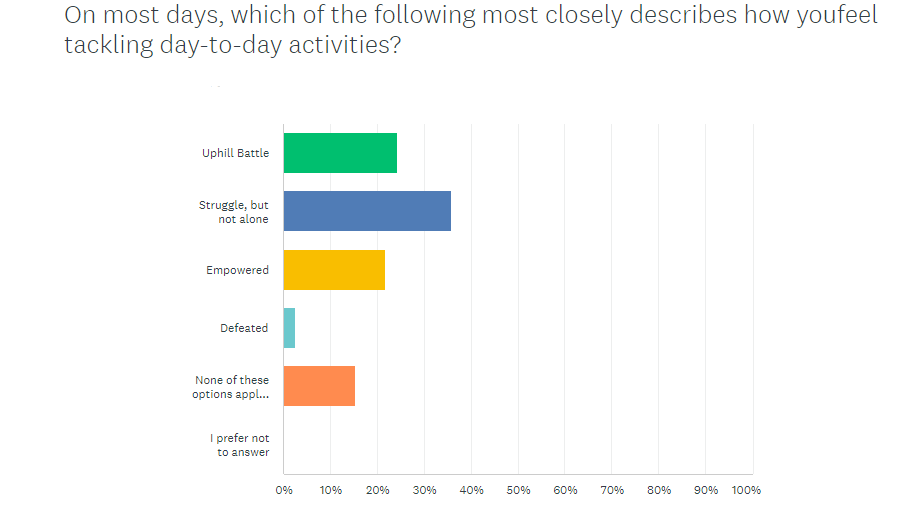 On most days, which of the following most closely describes how youfeel
tackling day-to-day activities?
Uphill Battle
Struggle, but
not alone
Empowered
Defeated
None of these
options appl...
I prefer not
to answer
0% 10% 20% 30% 40% 50% 60% 70% 80% 90% 100%